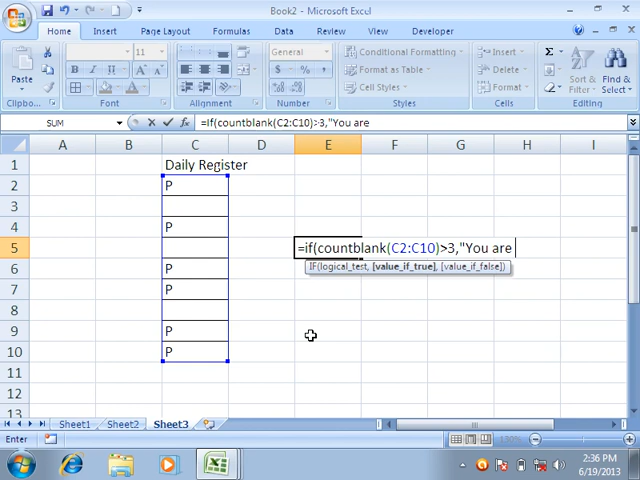 Book2 - Microsoft Excel
Home Insert Page Layout Formulas Data Review View Developer
Paste
11
General
Conditional Formatting
Format as Table
Cell Styles
Insert
Delete
Format
Sort & Filter
Find & Select
Clipboard Font Alignment Number Styles Cells Editing
SUM =if(countblank(C2:C10)>3,"You are
A B C D E F G H I
1 Daily Register
2 P
3
4 P
5 =if(countblank(C2:C10)>3,"You are
6 P
IF(logical_test, [value_if_true], [value_if_false])
7 P
8
9 P
10 P
11
12
13
Sheet1 Sheet2 Sheet3
Enter 130%
2:36 PM
6/19/2013